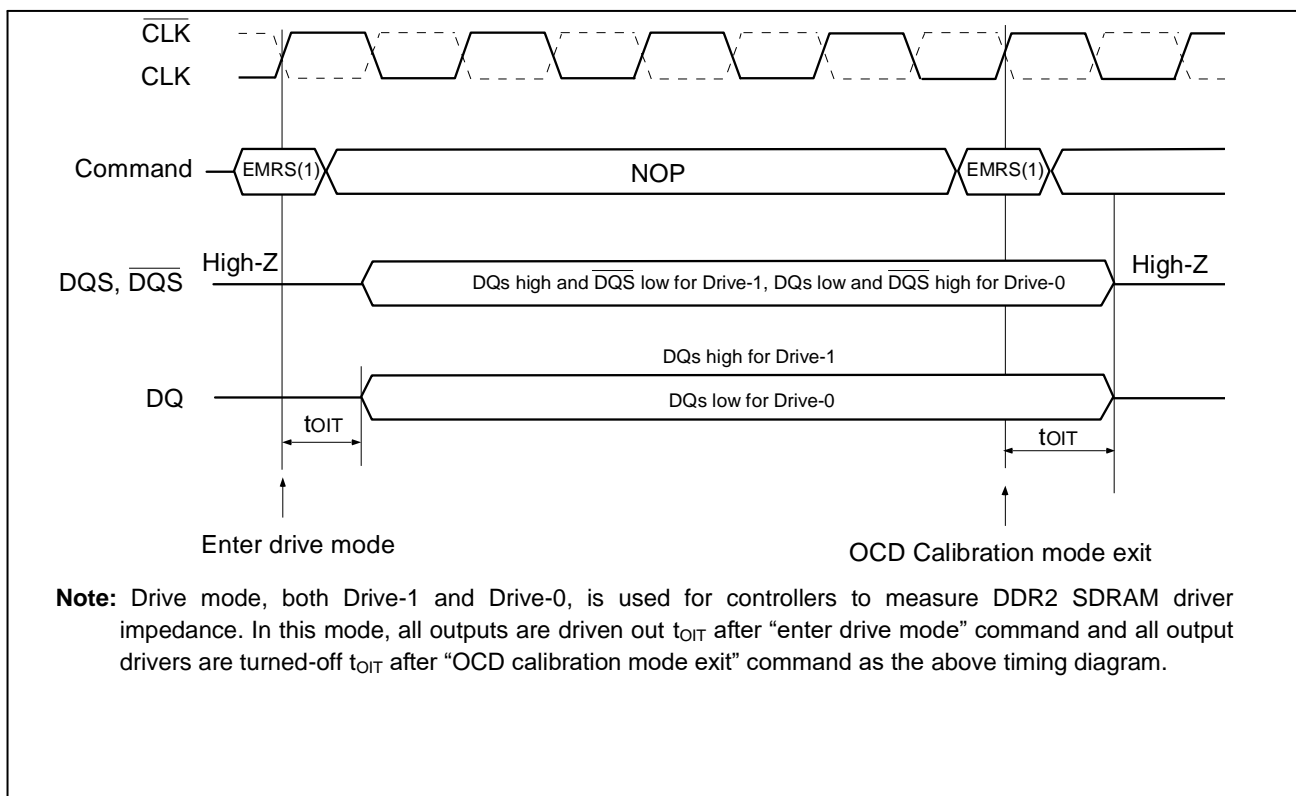 CLK
CLK
Command
EMRS(1)
NOP
EMRS(1)
DQS, DQS
High-Z
DQs high and DQS low for Drive-1, DQs low and DQS high for Drive-0
High-Z
DQs high for Drive-1
DQ
DQs low for Drive-0
tOIT
tOIT
Enter drive mode
OCD Calibration mode exit
Note: Drive mode, both Drive-1 and Drive-0, is used for controllers to measure DDR2 SDRAM driver
impedance. In this mode, all outputs are driven out tOIT after “enter drive mode” command and all output
drivers are turned-off tOIT after “OCD calibration mode exit” command as the above timing diagram.